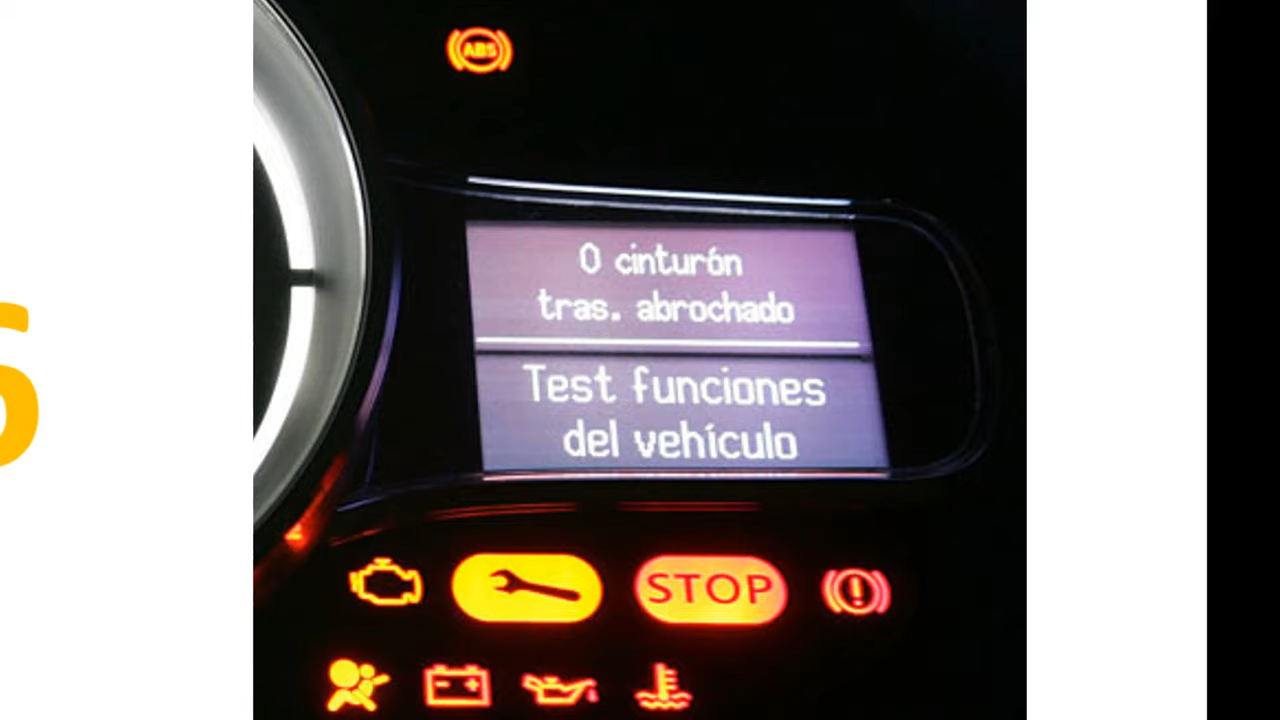 ABS
0 cinturón
tras. abrochado
Test funciones
del vehículo
STOP